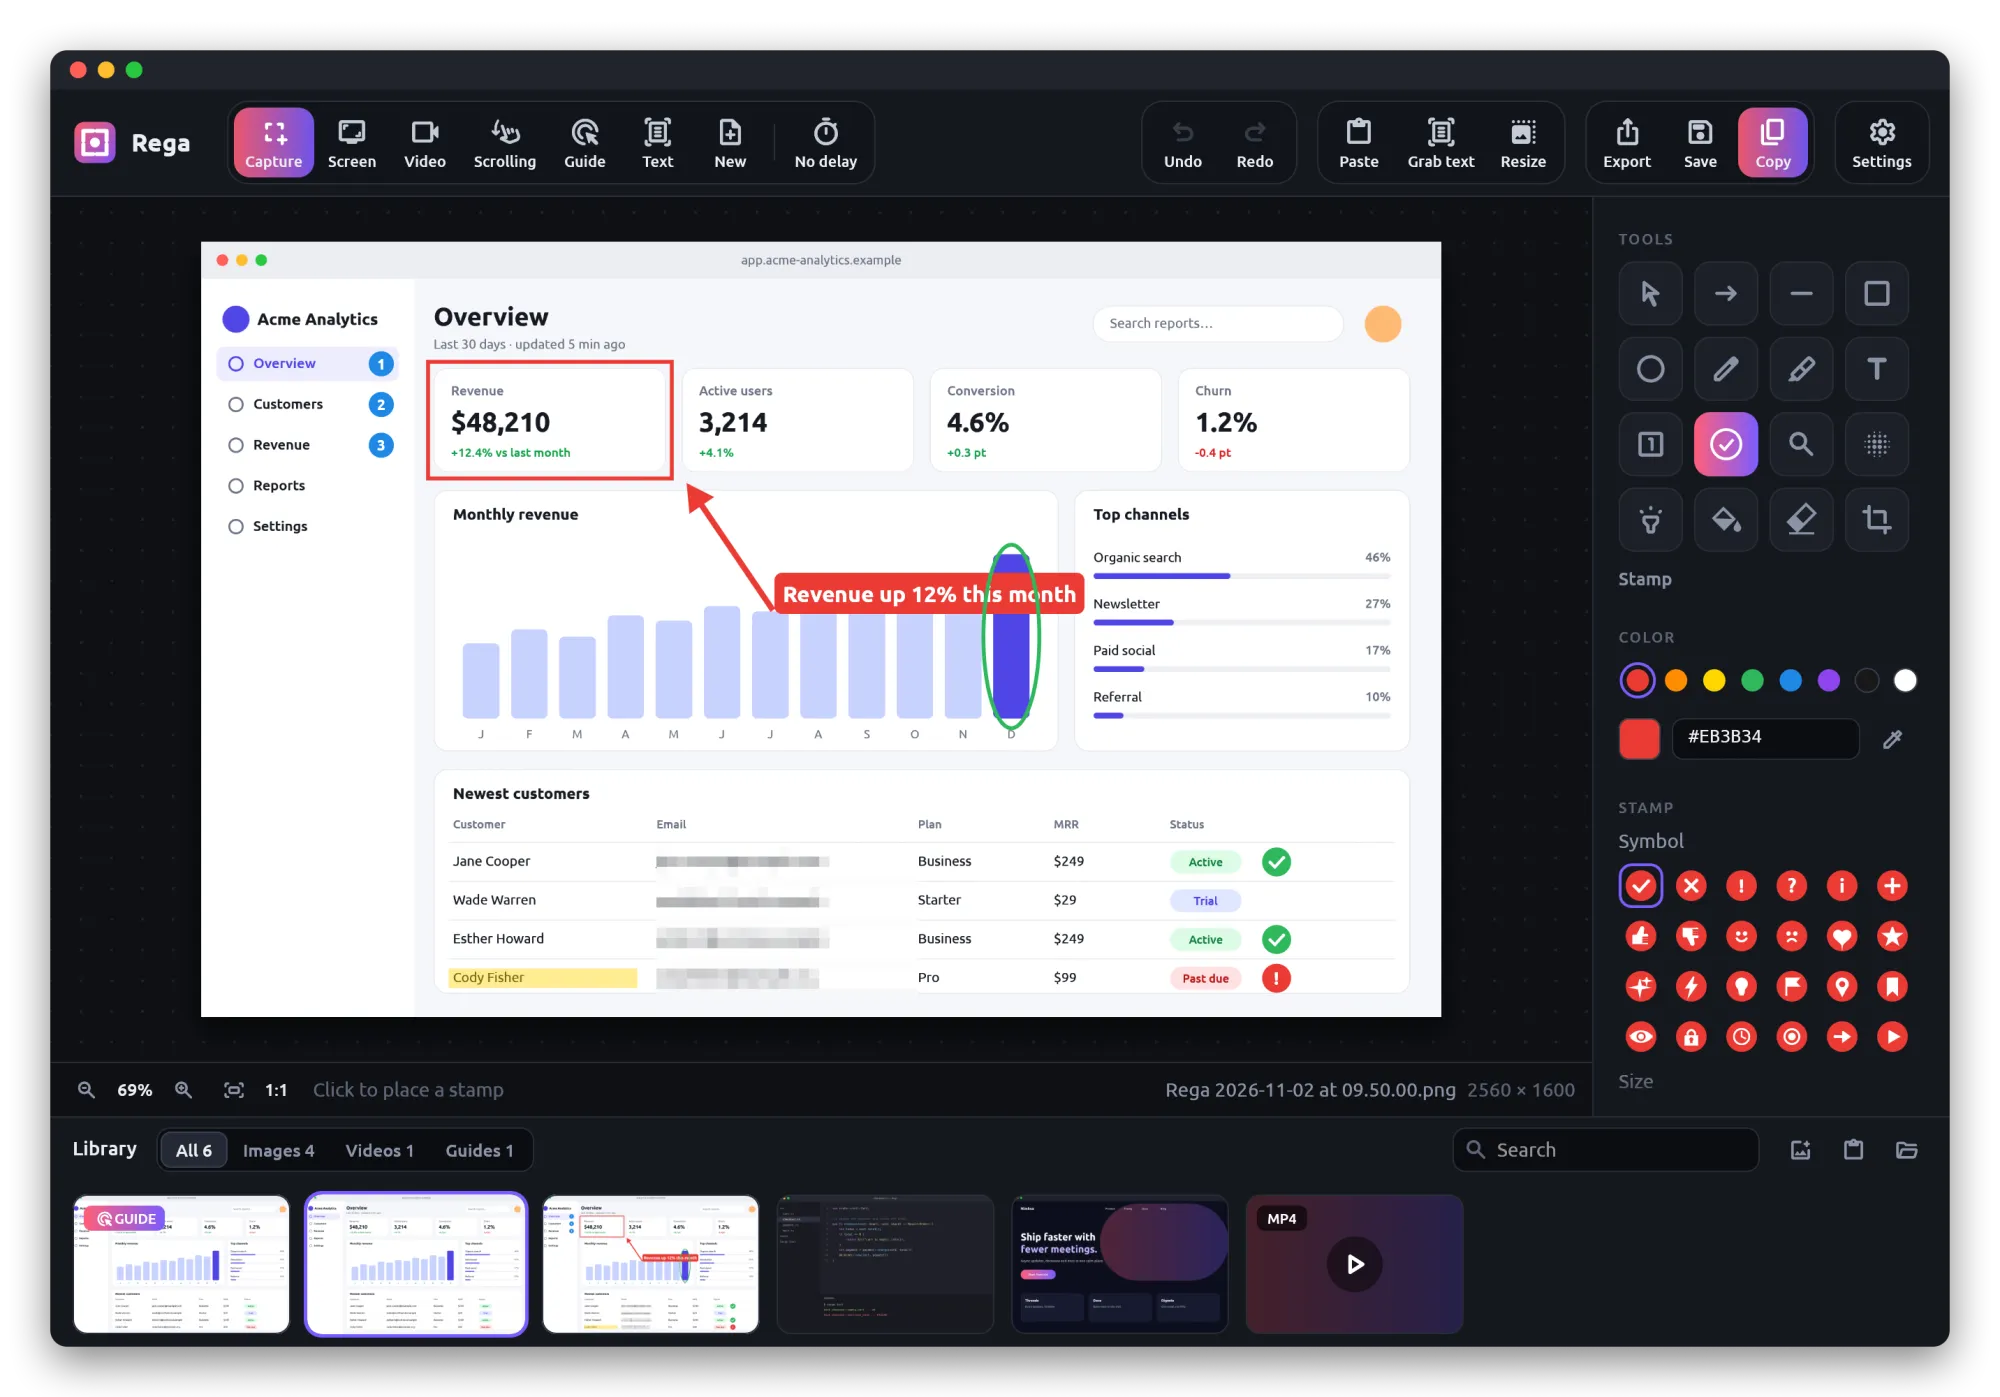 Rega
Capture
Screen
Video
Scrolling
Guide
Text
New
No delay
Undo
Redo
Paste
Grab text
Resize
Export
Save
Copy
Settings
app.acme-analytics.example
Acme Analytics
Overview 1
Customers 2
Revenue 3
Reports
Settings
Overview
Last 30 days · updated 5 min ago
Search reports...
Revenue
$48,210
+12.4% vs last month
Active users
3,214
+4.1%
Conversion
4.6%
+0.3 pt
Churn
1.2%
-0.4 pt
Monthly revenue
Revenue up 12% this month
J F M A M J J A S O N D
Top channels
Organic search 46%
Newsletter 27%
Paid social 17%
Referral 10%
Newest customers
Customer Email Plan MRR Status
Jane Cooper Business $249 Active
Wade Warren Starter $29 Trial
Esther Howard Business $249 Active
Cody Fisher Pro $99 Past due
TOOLS
T
1
Stamp
COLOR
#EB3B34
STAMP
Symbol
Size
69% 1:1 Click to place a stamp
Rega 2026-11-02 at 09.50.00.png 2560 × 1600
Library
All 6
Images 4
Videos 1
Guides 1
Search
GUIDE
Ship faster with
fewer meetings.
MP4